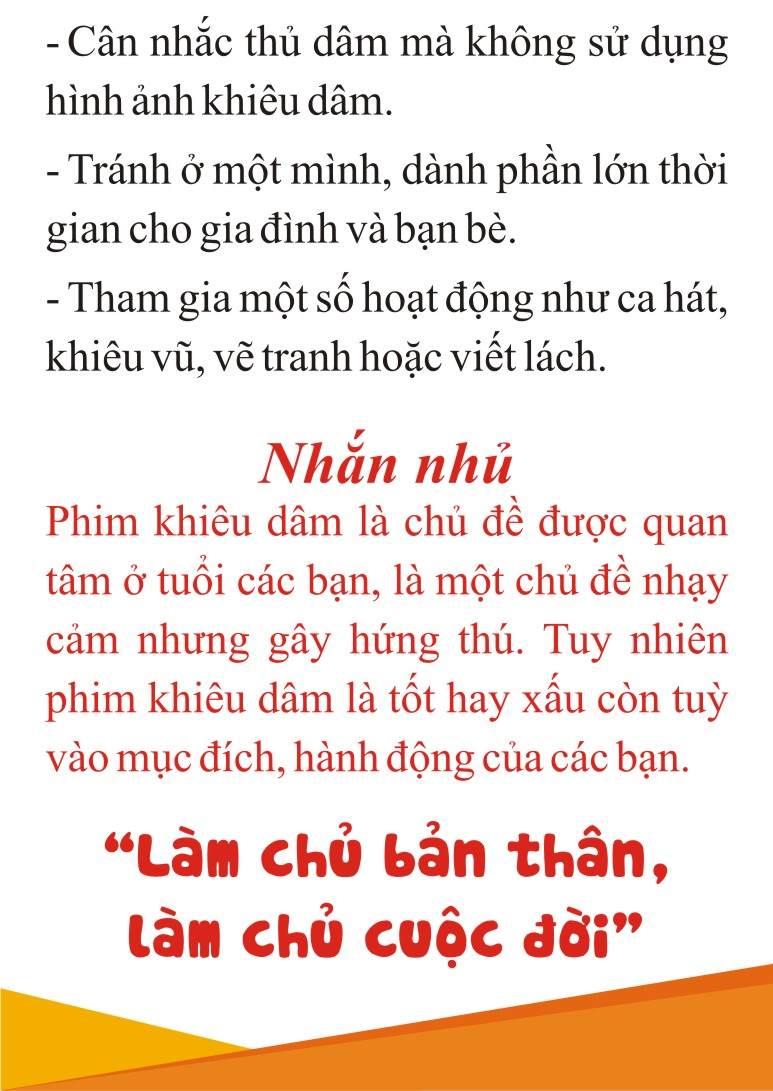 - Cân nhắc thủ dâm mà không sử dụng
hình ảnh khiêu dâm.
- Tránh ở một mình, dành phần lớn thời
gian cho gia đình và bạn bè.
- Tham gia một số hoạt động như ca hát,
khiêu vũ, vẽ tranh hoặc viết lách.
Nhắn nhủ
Phim khiêu dâm là chủ đề được quan
tâm ở tuổi các bạn, là một chủ đề nhạy
cảm nhưng gây hứng thú. Tuy nhiên
phim khiêu dâm là tốt hay xấu còn tuỳ
vào mục đích, hành động của các bạn.
“Làm chủ bản thân,
làm chủ cuộc đời”